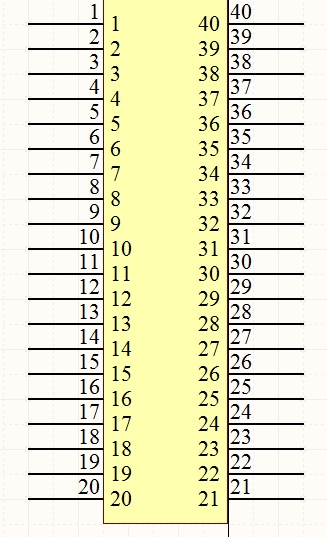 1 1 40 40
2 2 39 39
3 3 38 38
4 4 37 37
5 5 36 36
6 6 35 35
7 7 34 34
8 8 33 33
9 9 32 32
10 10 31 31
11 11 30 30
12 12 29 29
13 13 28 28
14 14 27 27
15 15 26 26
16 16 25 25
17 17 24 24
18 18 23 23
19 19 22 22
20 20 21 21